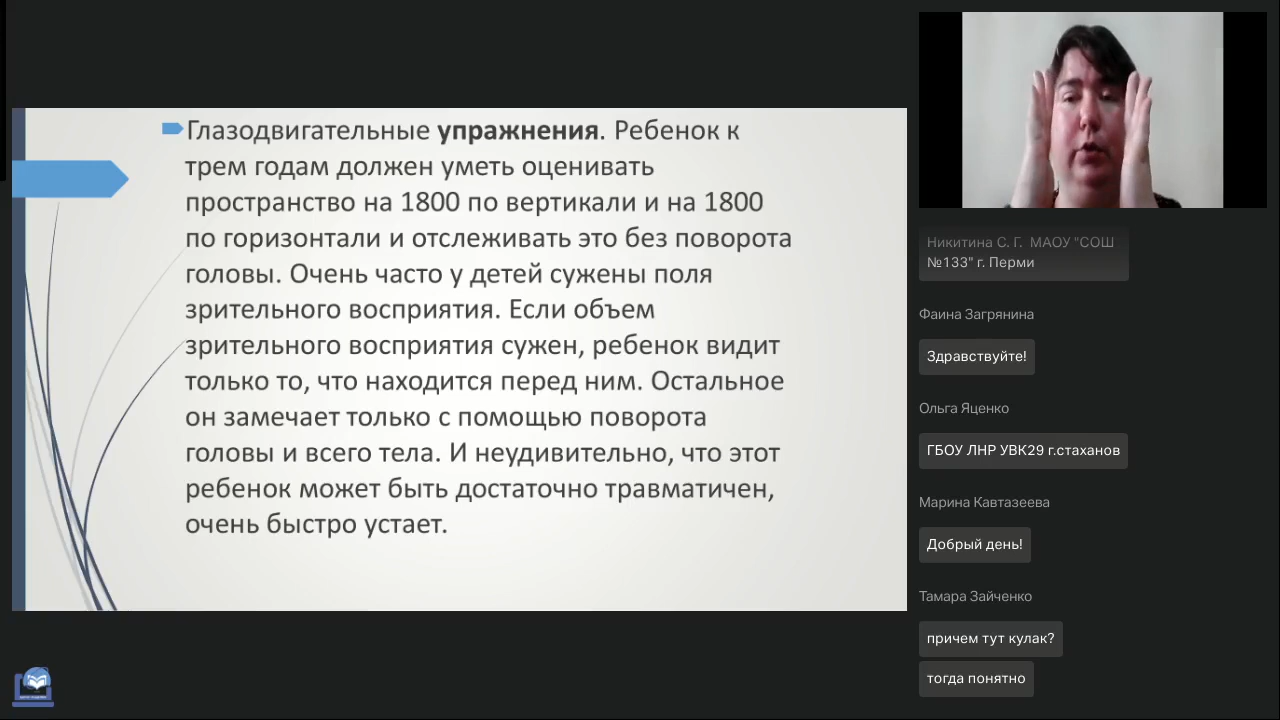 Глазодвигательные упражнения. Ребенок к
трем годам должен уметь оценивать
пространство на 1800 по вертикали и на 1800
по горизонтали и отслеживать это без поворота
головы. Очень часто у детей сужены поля
зрительного восприятия. Если объем
зрительного восприятия сужен, ребенок видит
только то, что находится перед ним. Остальное
он замечает только с помощью поворота
головы и всего тела. И неудивительно, что этот
ребенок может быть достаточно травматичен,
очень быстро устает.
Никитина С. Г. МАОУ "СОШ
№133" г. Перми
Фаина Загрянина
Здравствуйте!
Ольга Яценко
ГБОУ ЛНР УВК29 г.стаханов
Марина Кавтазеева
Добрый день!
Тамара Зайченко
причем тут кулак?
тогда понятно